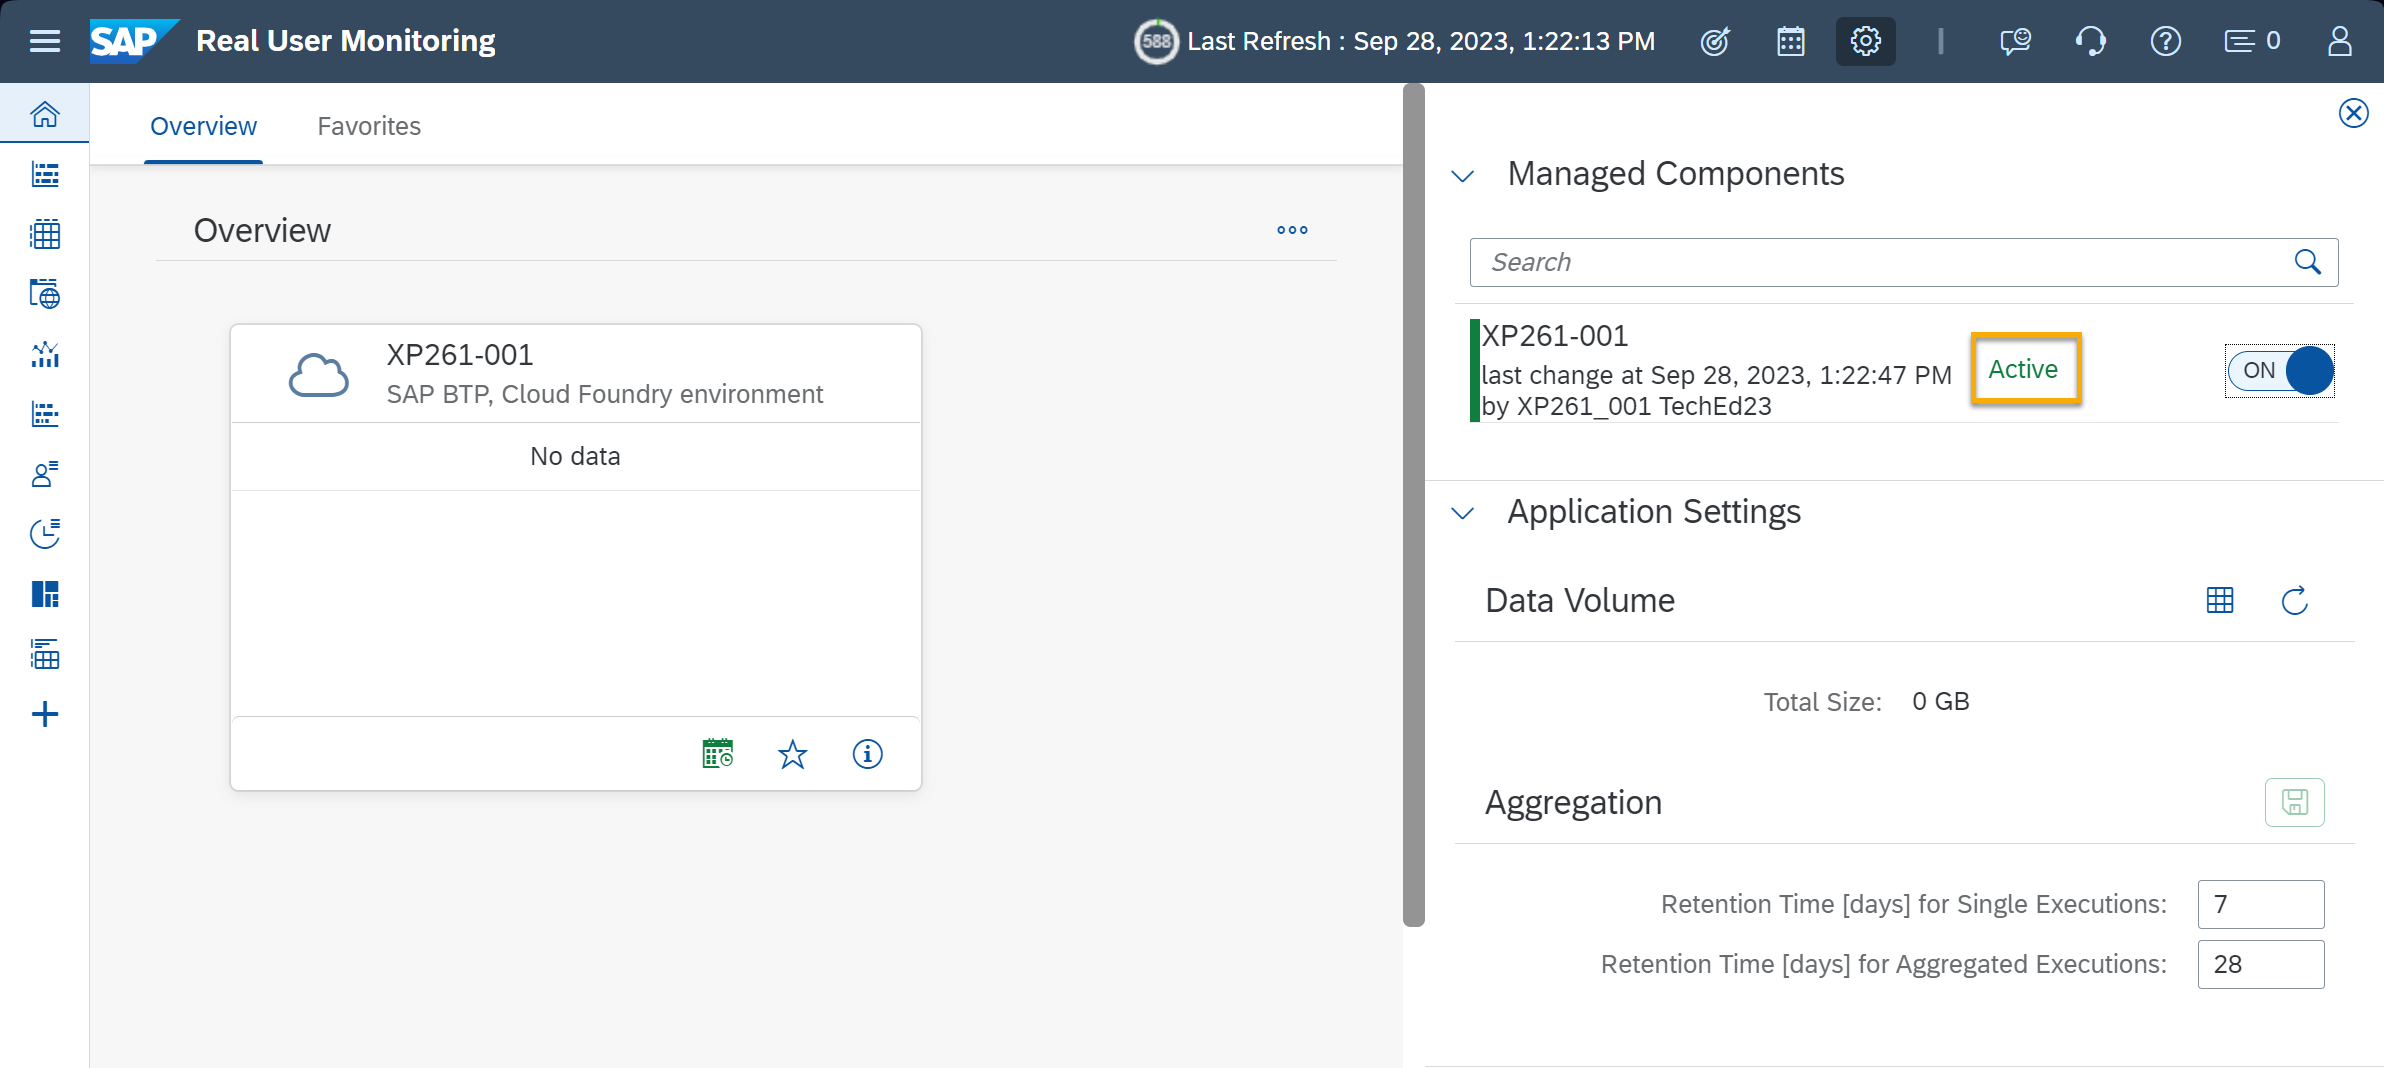 SAP Real User Monitoring
588 Last Refresh : Sep 28, 2023, 1:22:13 PM
0
Overview
Favorites
Overview
XP261-001
SAP BTP, Cloud Foundry environment
No data
Managed Components
Search
XP261-001
last change at Sep 28, 2023, 1:22:47 PM
by XP261_001 TechEd23
Active
ON
Application Settings
Data Volume
Total Size: 0 GB
Aggregation
Retention Time [days] for Single Executions: 7
Retention Time [days] for Aggregated Executions: 28